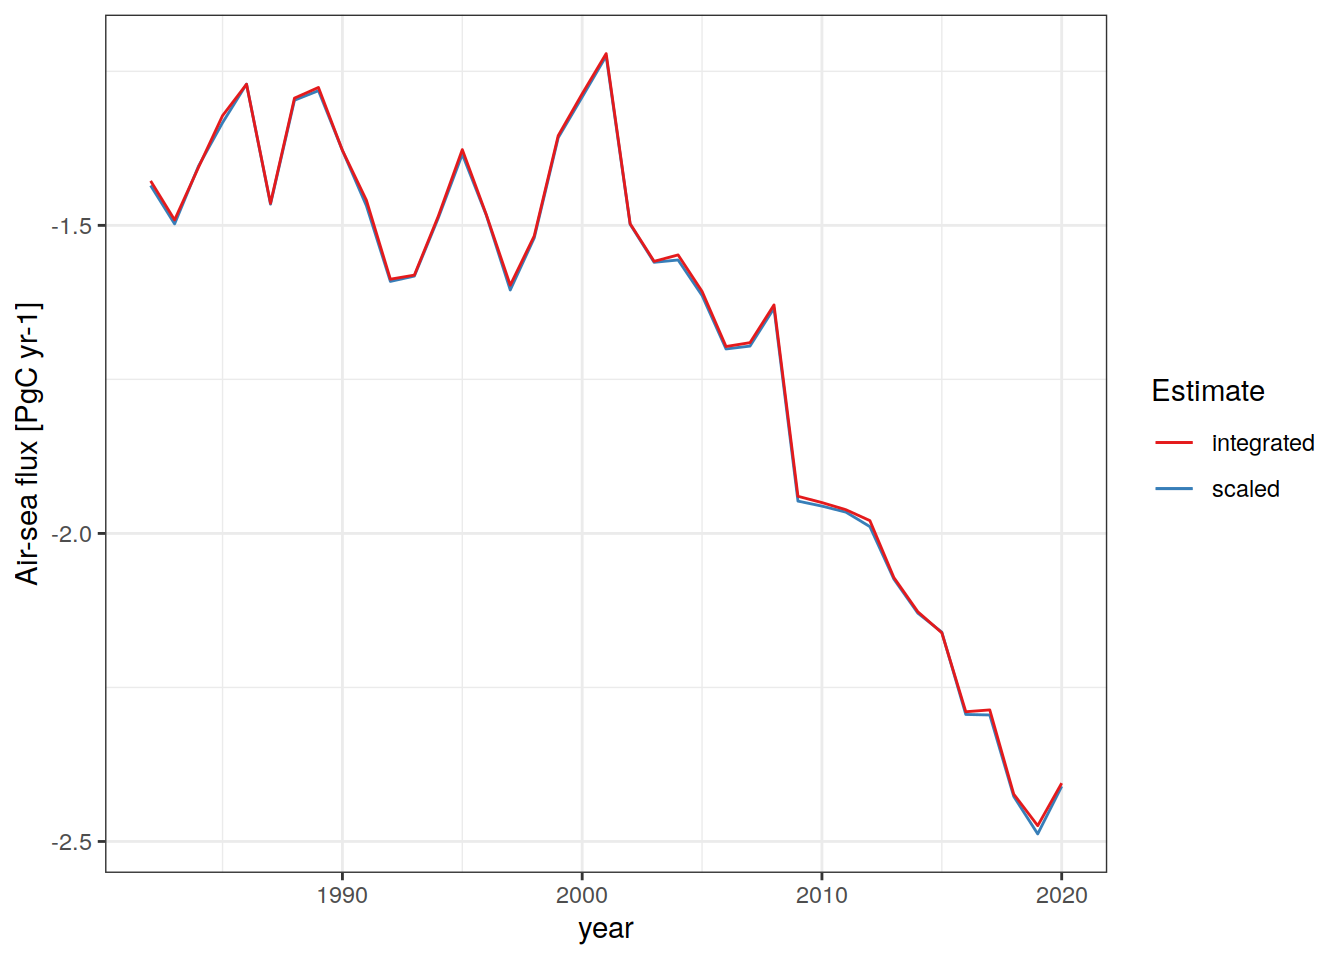 Air-sea flux [PgC yr-1]
-1.5
-2.0
-2.5
1990
2000
2010
2020
year
Estimate
integrated
scaled